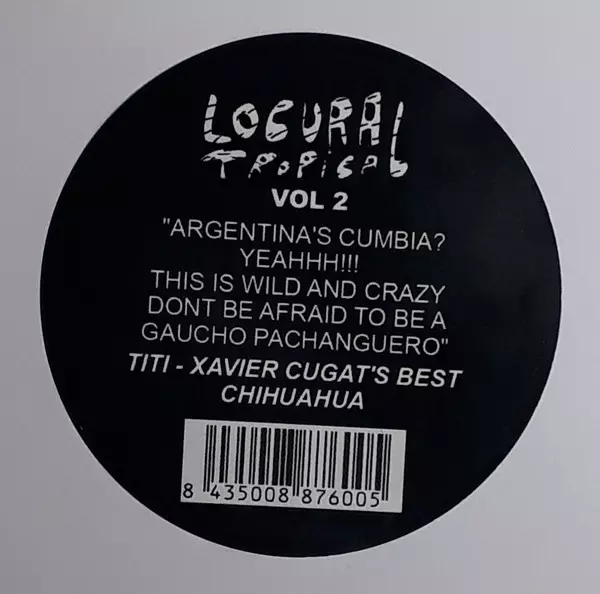 LOCURA
TROPICAL
VOL 2
"ARGENTINA'S CUMBIA?
YEAHHH!!!
THIS IS WILD AND CRAZY
DONT BE AFRAID TO BE A
GAUCHO PACHANGUERO"
TITI - XAVIER CUGAT'S BEST
CHIHUAHUA
8 435008 876005